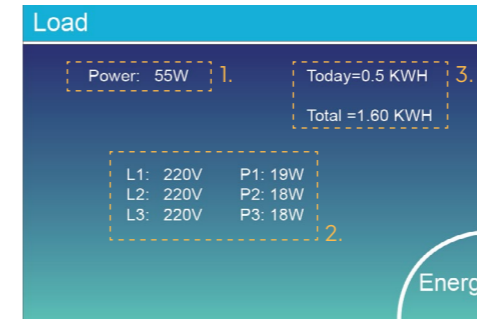 Load
Power: 55W 1.
Today=0.5 KWH 3.
Total =1.60 KWH
L1: 220V P1: 19W
L2: 220V P2: 18W
L3: 220V P3: 18W
2.
Energ